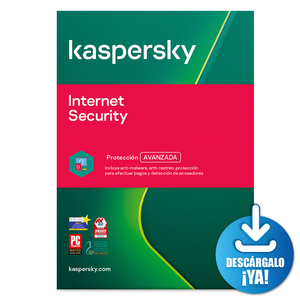 kaspersky
Internet
Security
Protección AVANZADA
Incluye anti-malware, anti-rastreo, protección
para efectuar pagos y detección de acosadores
PC
kaspersky.com
DESCÁRGALO
¡YA!